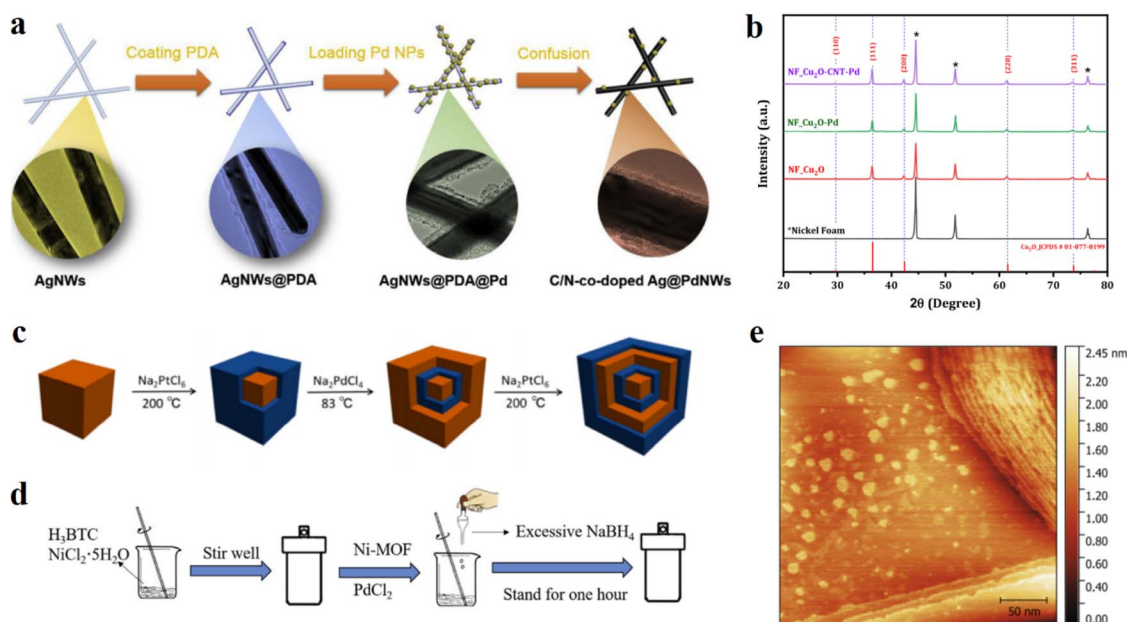 a
Coating PDA
Loading Pd NPs
Confusion
AgNWs
AgNWs@PDA
AgNWs@PDA@Pd
C/N-co-doped Ag@PdNWs
b
Intensity (a.u.)
(110)
(111)
(200)
*
*
(220)
(311)
*
NF_Cu₂O-CNT-Pd
NF_Cu₂O-Pd
NF_Cu₂O
*Nickel Foam
Cu₂O_JCPDS # 01-077-0199
20 30 40 50 60 70 80
2θ (Degree)
c
Na₂PtCl₆
200 ℃
Na₂PdCl₄
83 ℃
Na₂PtCl₆
200 ℃
d
H₃BTC
NiCl₂·5H₂O
Stir well
Ni-MOF
PdCl₂
Excessive NaBH₄
Stand for one hour
e
2.45 nm
2.20
2.00
1.80
1.60
1.40
1.20
1.00
0.80
0.60
0.40
0.00
50 nm